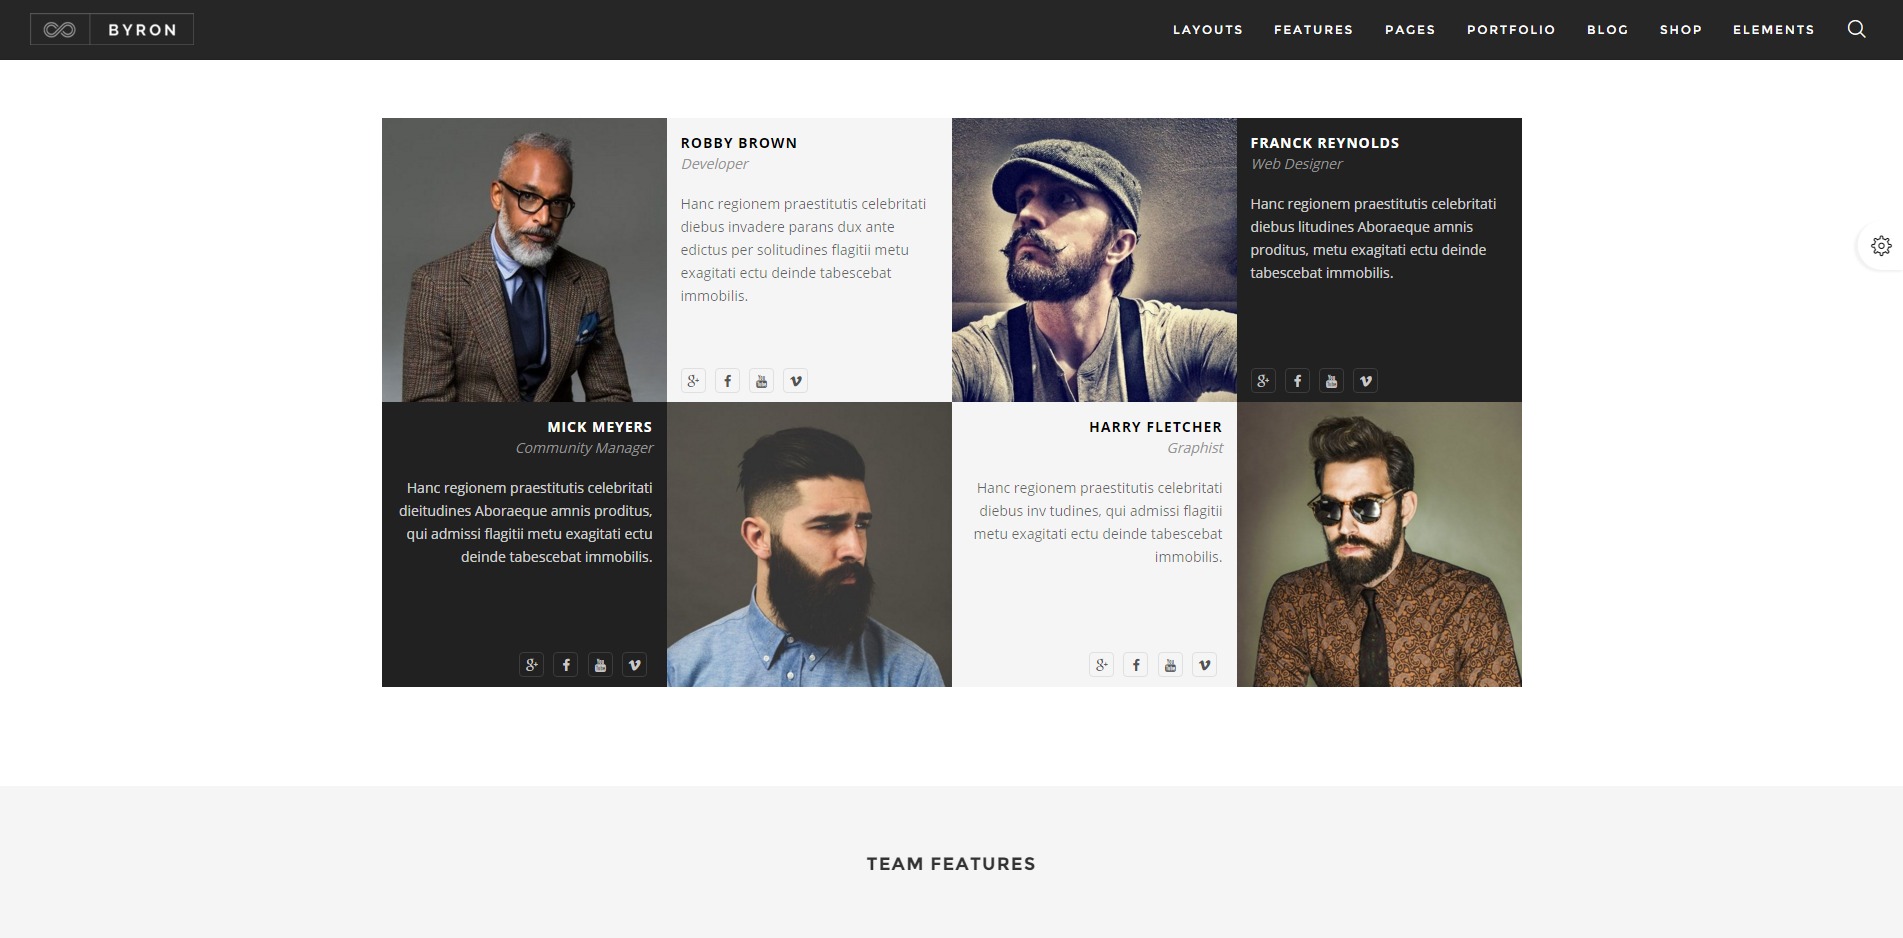 BYRON
LAYOUTS FEATURES PAGES PORTFOLIO BLOG SHOP ELEMENTS
ROBBY BROWN
Developer
Hanc regionem praestitutis celebritati
diebus invadere parans dux ante
edictus per solitudines flagitii metu
exagitati ectu deinde tabescebat
immobilis.
FRANCK REYNOLDS
Web Designer
Hanc regionem praestitutis celebritati
diebus litudines Aboraeque amnis
proditus, metu exagitati ectu deinde
tabescebat immobilis.
MICK MEYERS
Community Manager
Hanc regionem praestitutis celebritati
dieitudines Aboraeque amnis proditus,
qui admissi flagitii metu exagitati ectu
deinde tabescebat immobilis.
HARRY FLETCHER
Graphist
Hanc regionem praestitutis celebritati
diebus inv tudines, qui admissi flagitii
metu exagitati ectu deinde tabescebat
immobilis.
TEAM FEATURES